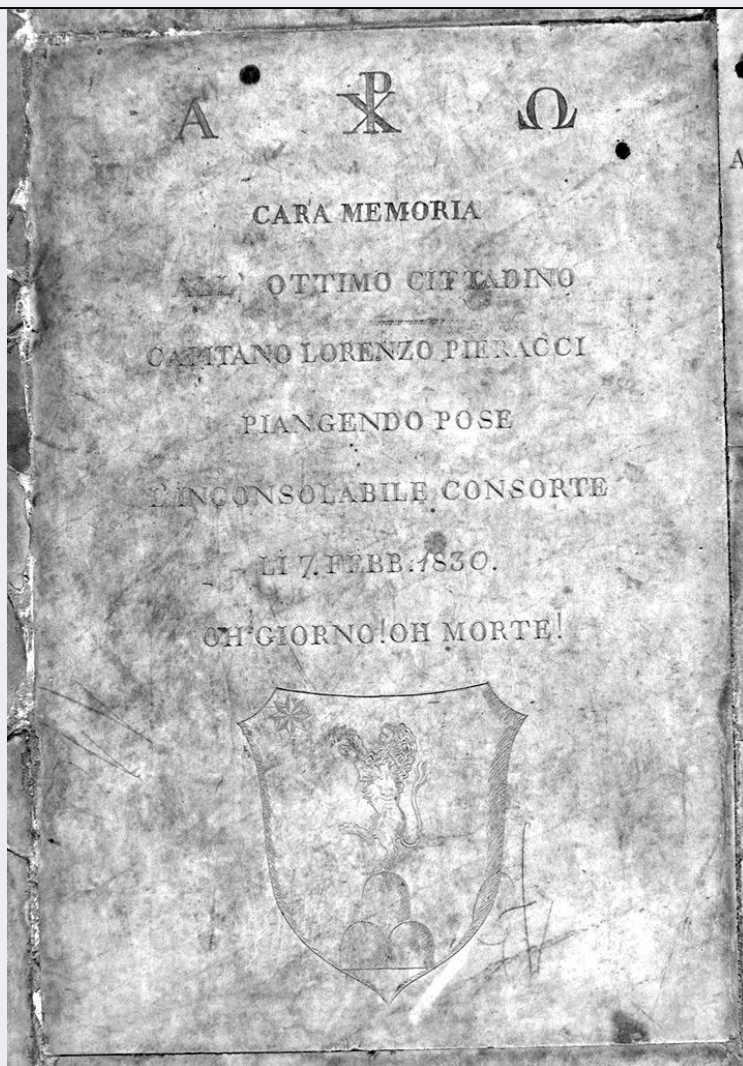 Α ☧ Ω
CARA MEMORIA
ALL' OTTIMO CITTADINO
CAPITANO LORENZO PIERACCI
PIANGENDO POSE
L'INCONSOLABILE CONSORTE
LI 7. FEBB: 1830.
OH GIORNO! OH MORTE!
A